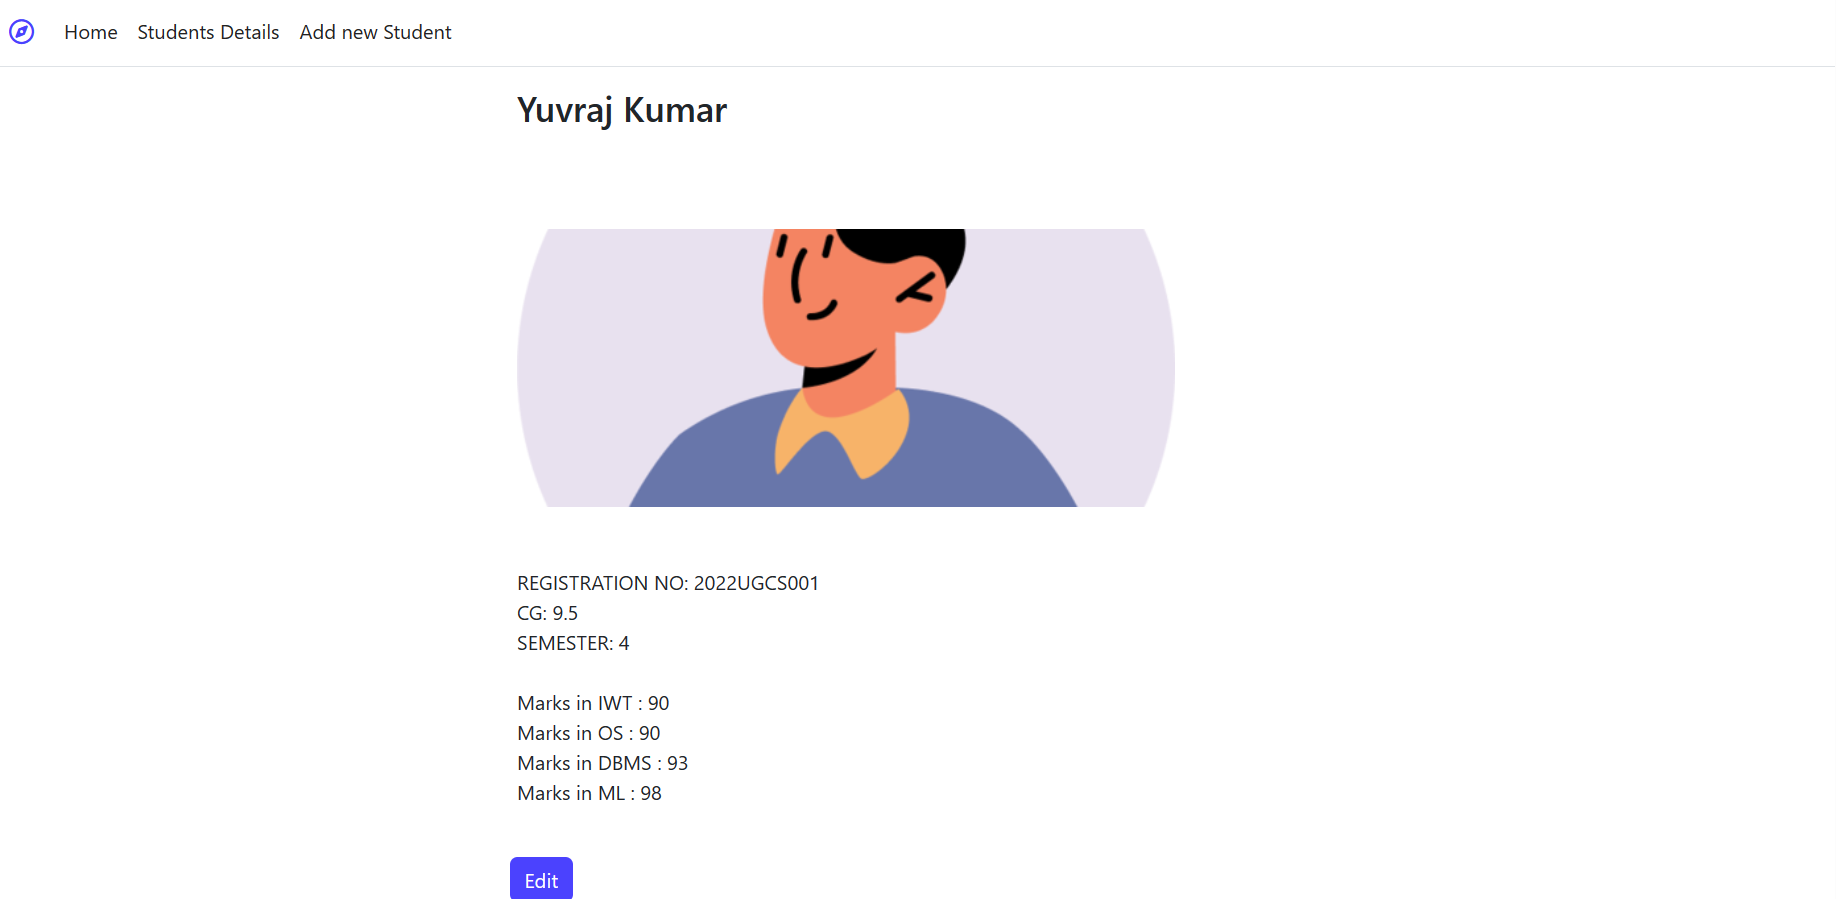 Home Students Details Add new Student
Yuvraj Kumar
REGISTRATION NO: 2022UGCS001
CG: 9.5
SEMESTER: 4
Marks in IWT : 90
Marks in OS : 90
Marks in DBMS : 93
Marks in ML : 98
Edit